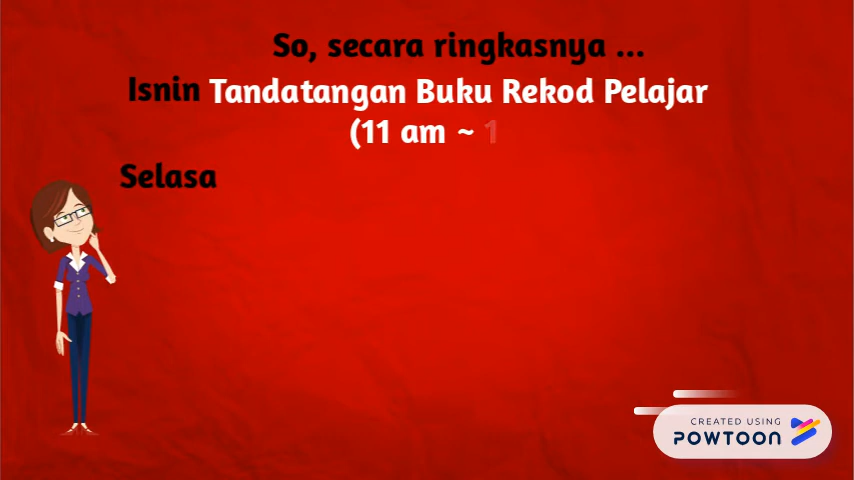 So, secara ringkasnya ...
Isnin Tandatangan Buku Rekod Pelajar
(11 am ~ 1
Selasa
CREATED USING
POWTOON